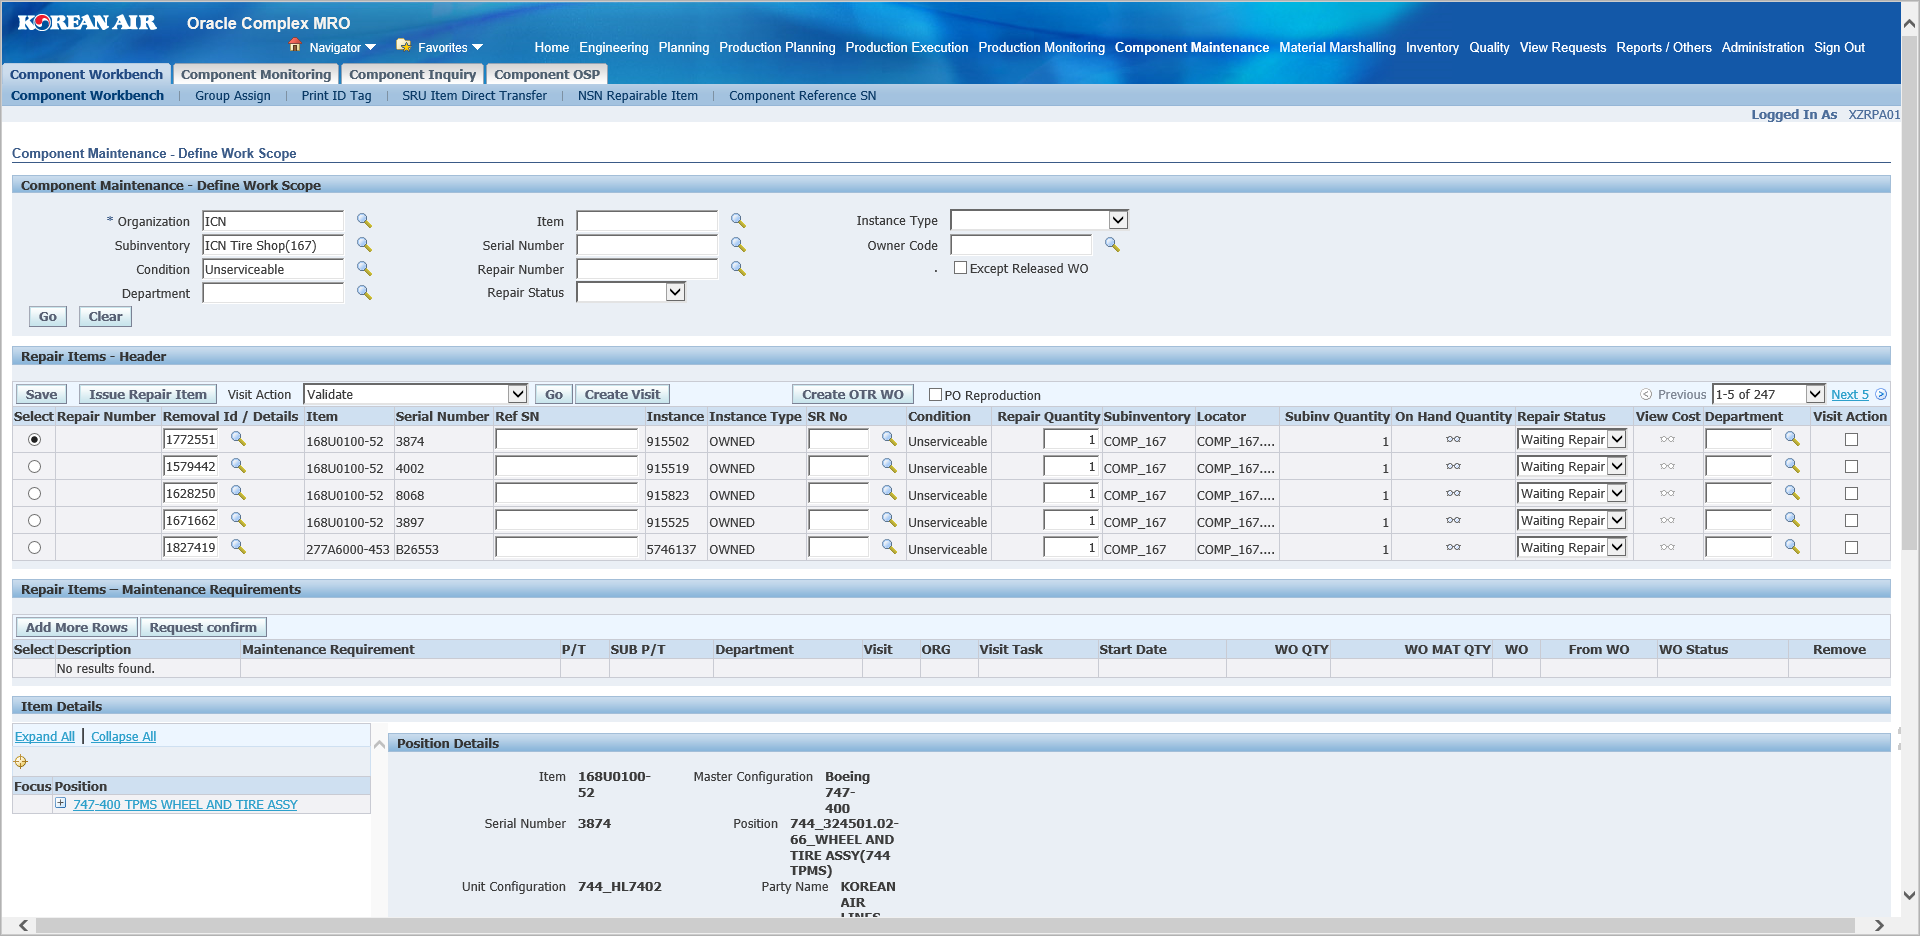 KOREAN AIR Oracle Complex MRO
Navigator Favorites Home Engineering Planning Production Planning Production Execution Production Monitoring Component Maintenance Material Marshalling Inventory Quality View Requests Reports / Others Administration Sign Out
Component Workbench Component Monitoring Component Inquiry Component OSP
Component Workbench | Group Assign | Print ID Tag | SRU Item Direct Transfer | NSN Repairable Item | Component Reference SN
Logged In As XZRPA01
Component Maintenance - Define Work Scope
Component Maintenance - Define Work Scope
* Organization ICN Item Instance Type
Subinventory ICN Tire Shop(167) Serial Number Owner Code
Condition Unserviceable Repair Number . Except Released WO
Department Repair Status
Go Clear
Repair Items - Header
Save Issue Repair Item Visit Action Validate Go Create Visit Create OTR WO PO Reproduction Previous 1-5 of 247 Next 5
Select Repair Number Removal Id / Details Item Serial Number Ref SN Instance Instance Type SR No Condition Repair Quantity Subinventory Locator Subinv Quantity On Hand Quantity Repair Status View Cost Department Visit Action
1772551 168U0100-52 3874 915502 OWNED Unserviceable 1 COMP_167 COMP_167.... 1 Waiting Repair
1579442 168U0100-52 4002 915519 OWNED Unserviceable 1 COMP_167 COMP_167.... 1 Waiting Repair
1628250 168U0100-52 8068 915823 OWNED Unserviceable 1 COMP_167 COMP_167.... 1 Waiting Repair
1671662 168U0100-52 3897 915525 OWNED Unserviceable 1 COMP_167 COMP_167.... 1 Waiting Repair
1827419 277A6000-453 B26553 5746137 OWNED Unserviceable 1 COMP_167 COMP_167.... 1 Waiting Repair
Repair Items – Maintenance Requirements
Add More Rows Request confirm
Select Description Maintenance Requirement P/T SUB P/T Department Visit ORG Visit Task Start Date WO QTY WO MAT QTY WO From WO WO Status Remove
No results found.
Item Details
Expand All | Collapse All
Position Details
Focus Position
747-400 TPMS WHEEL AND TIRE ASSY
Item 168U0100-52 Master Configuration Boeing 747-400
Serial Number 3874 Position 744_324501.02-66_WHEEL AND TIRE ASSY(744 TPMS)
Unit Configuration 744_HL7402 Party Name KOREAN AIR LINES